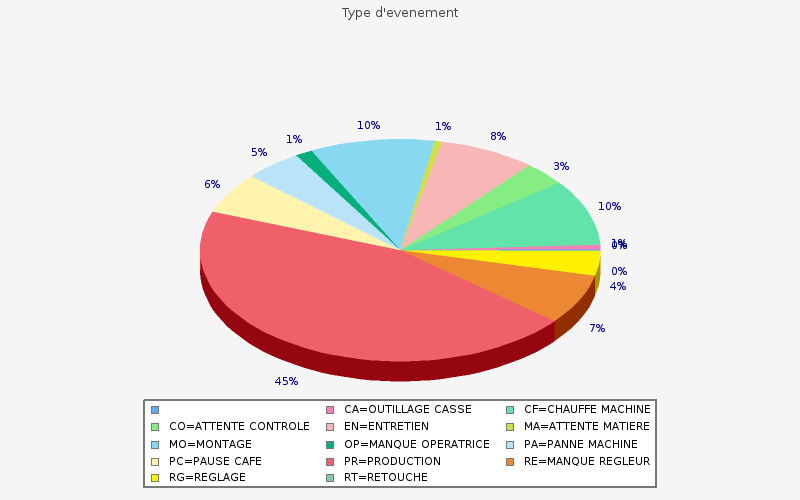 Type d'evenement
10%
1%
8%
1%
5%
3%
6%
10%
1%
0%
0%
4%
7%
45%
CA=OUTILLAGE CASSE
CF=CHAUFFE MACHINE
CO=ATTENTE CONTROLE
EN=ENTRETIEN
MA=ATTENTE MATIERE
MO=MONTAGE
OP=MANQUE OPERATRICE
PA=PANNE MACHINE
PC=PAUSE CAFE
PR=PRODUCTION
RE=MANQUE REGLEUR
RG=REGLAGE
RT=RETOUCHE